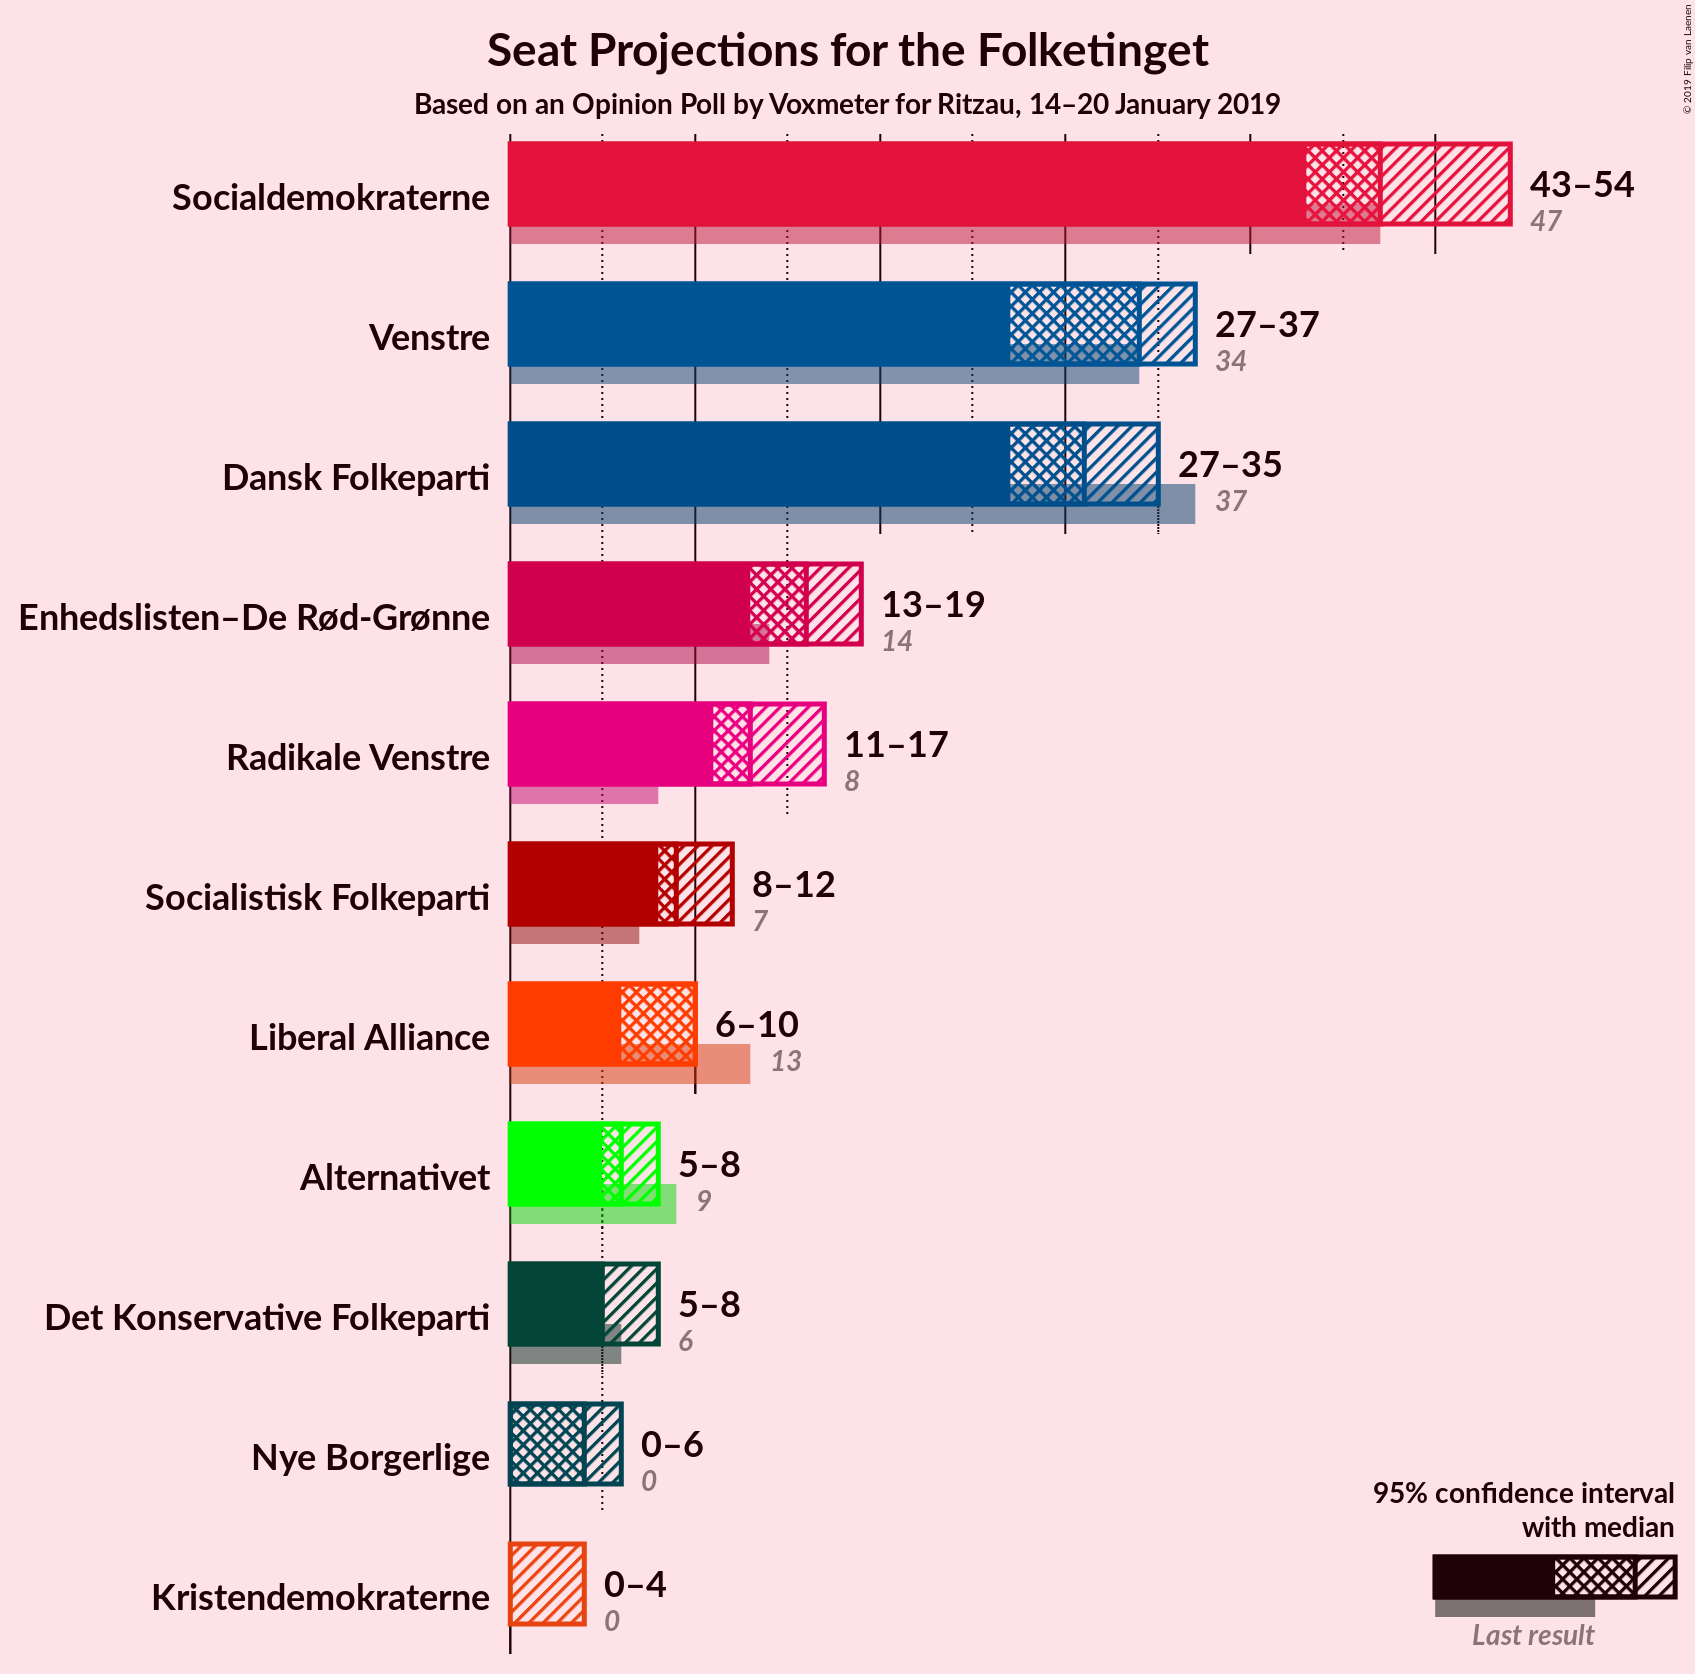 Seat Projections for the Folketinget
Based on an Opinion Poll by Voxmeter for Ritzau, 14–20 January 2019
© 2019 Filip van Laenen
Socialdemokraterne
43–54
47
Venstre
27–37
34
Dansk Folkeparti
27–35
37
Enhedslisten–De Rød-Grønne
13–19
14
Radikale Venstre
11–17
8
Socialistisk Folkeparti
8–12
7
Liberal Alliance
6–10
13
Alternativet
5–8
9
Det Konservative Folkeparti
5–8
6
Nye Borgerlige
0–6
0
Kristendemokraterne
0–4
0
95% confidence interval
with median
Last result